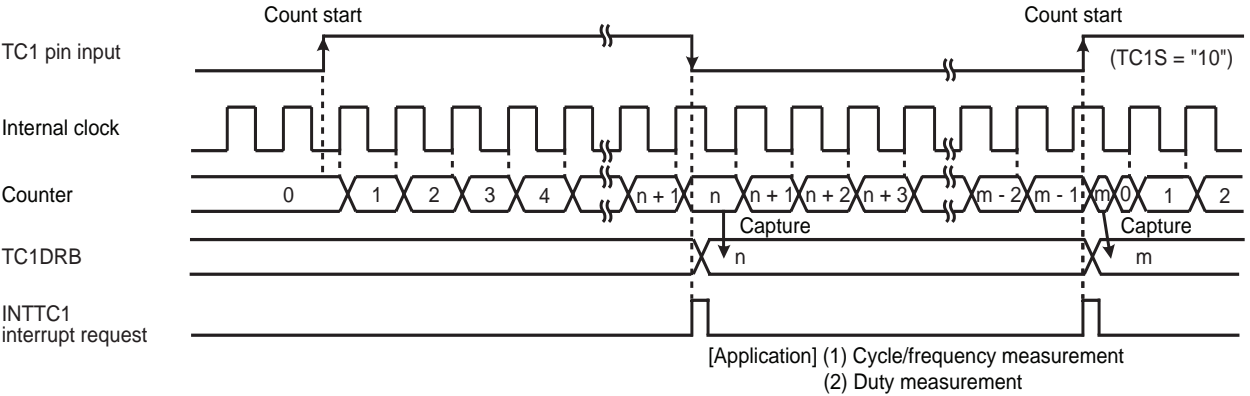 Count start Count start
TC1 pin input
(TC1S = "10")
Internal clock
Counter 0 1 2 3 4 n + 1 n n + 1 n + 2 n + 3 m - 2 m - 1 m 0 1 2
Capture Capture
TC1DRB n m
INTTC1
interrupt request
[Application] (1) Cycle/frequency measurement
(2) Duty measurement